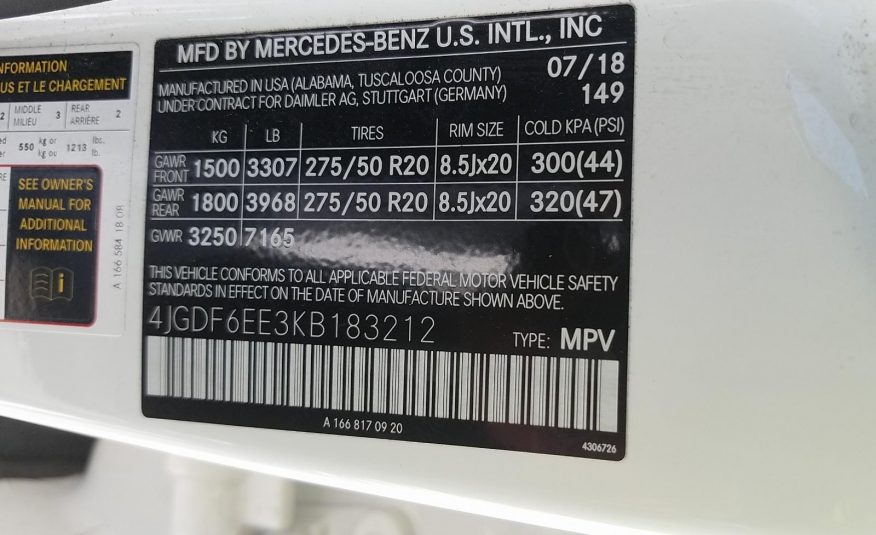 NFORMATION
US ET LE CHARGEMENT
2 MIDDLE MILIEU 3 REAR ARRIÈRE 2
550 kg or kg ou 1213 lbs. lb.
SEE OWNER'S
MANUAL FOR
ADDITIONAL
INFORMATION
A 166 584 18 08
MFD BY MERCEDES-BENZ U.S. INTL., INC
MANUFACTURED IN USA (ALABAMA, TUSCALOOSA COUNTY) 07/18
UNDER CONTRACT FOR DAIMLER AG, STUTTGART (GERMANY) 149
KG LB TIRES RIM SIZE COLD KPA (PSI)
GAWR FRONT 1500 3307 275/50 R20 8.5Jx20 300(44)
GAWR REAR 1800 3968 275/50 R20 8.5Jx20 320(47)
GVWR 3250 7165
THIS VEHICLE CONFORMS TO ALL APPLICABLE FEDERAL MOTOR VEHICLE SAFETY
STANDARDS IN EFFECT ON THE DATE OF MANUFACTURE SHOWN ABOVE.
4JGDF6EE3KB183212 TYPE: MPV
A 166 817 09 20
4306726